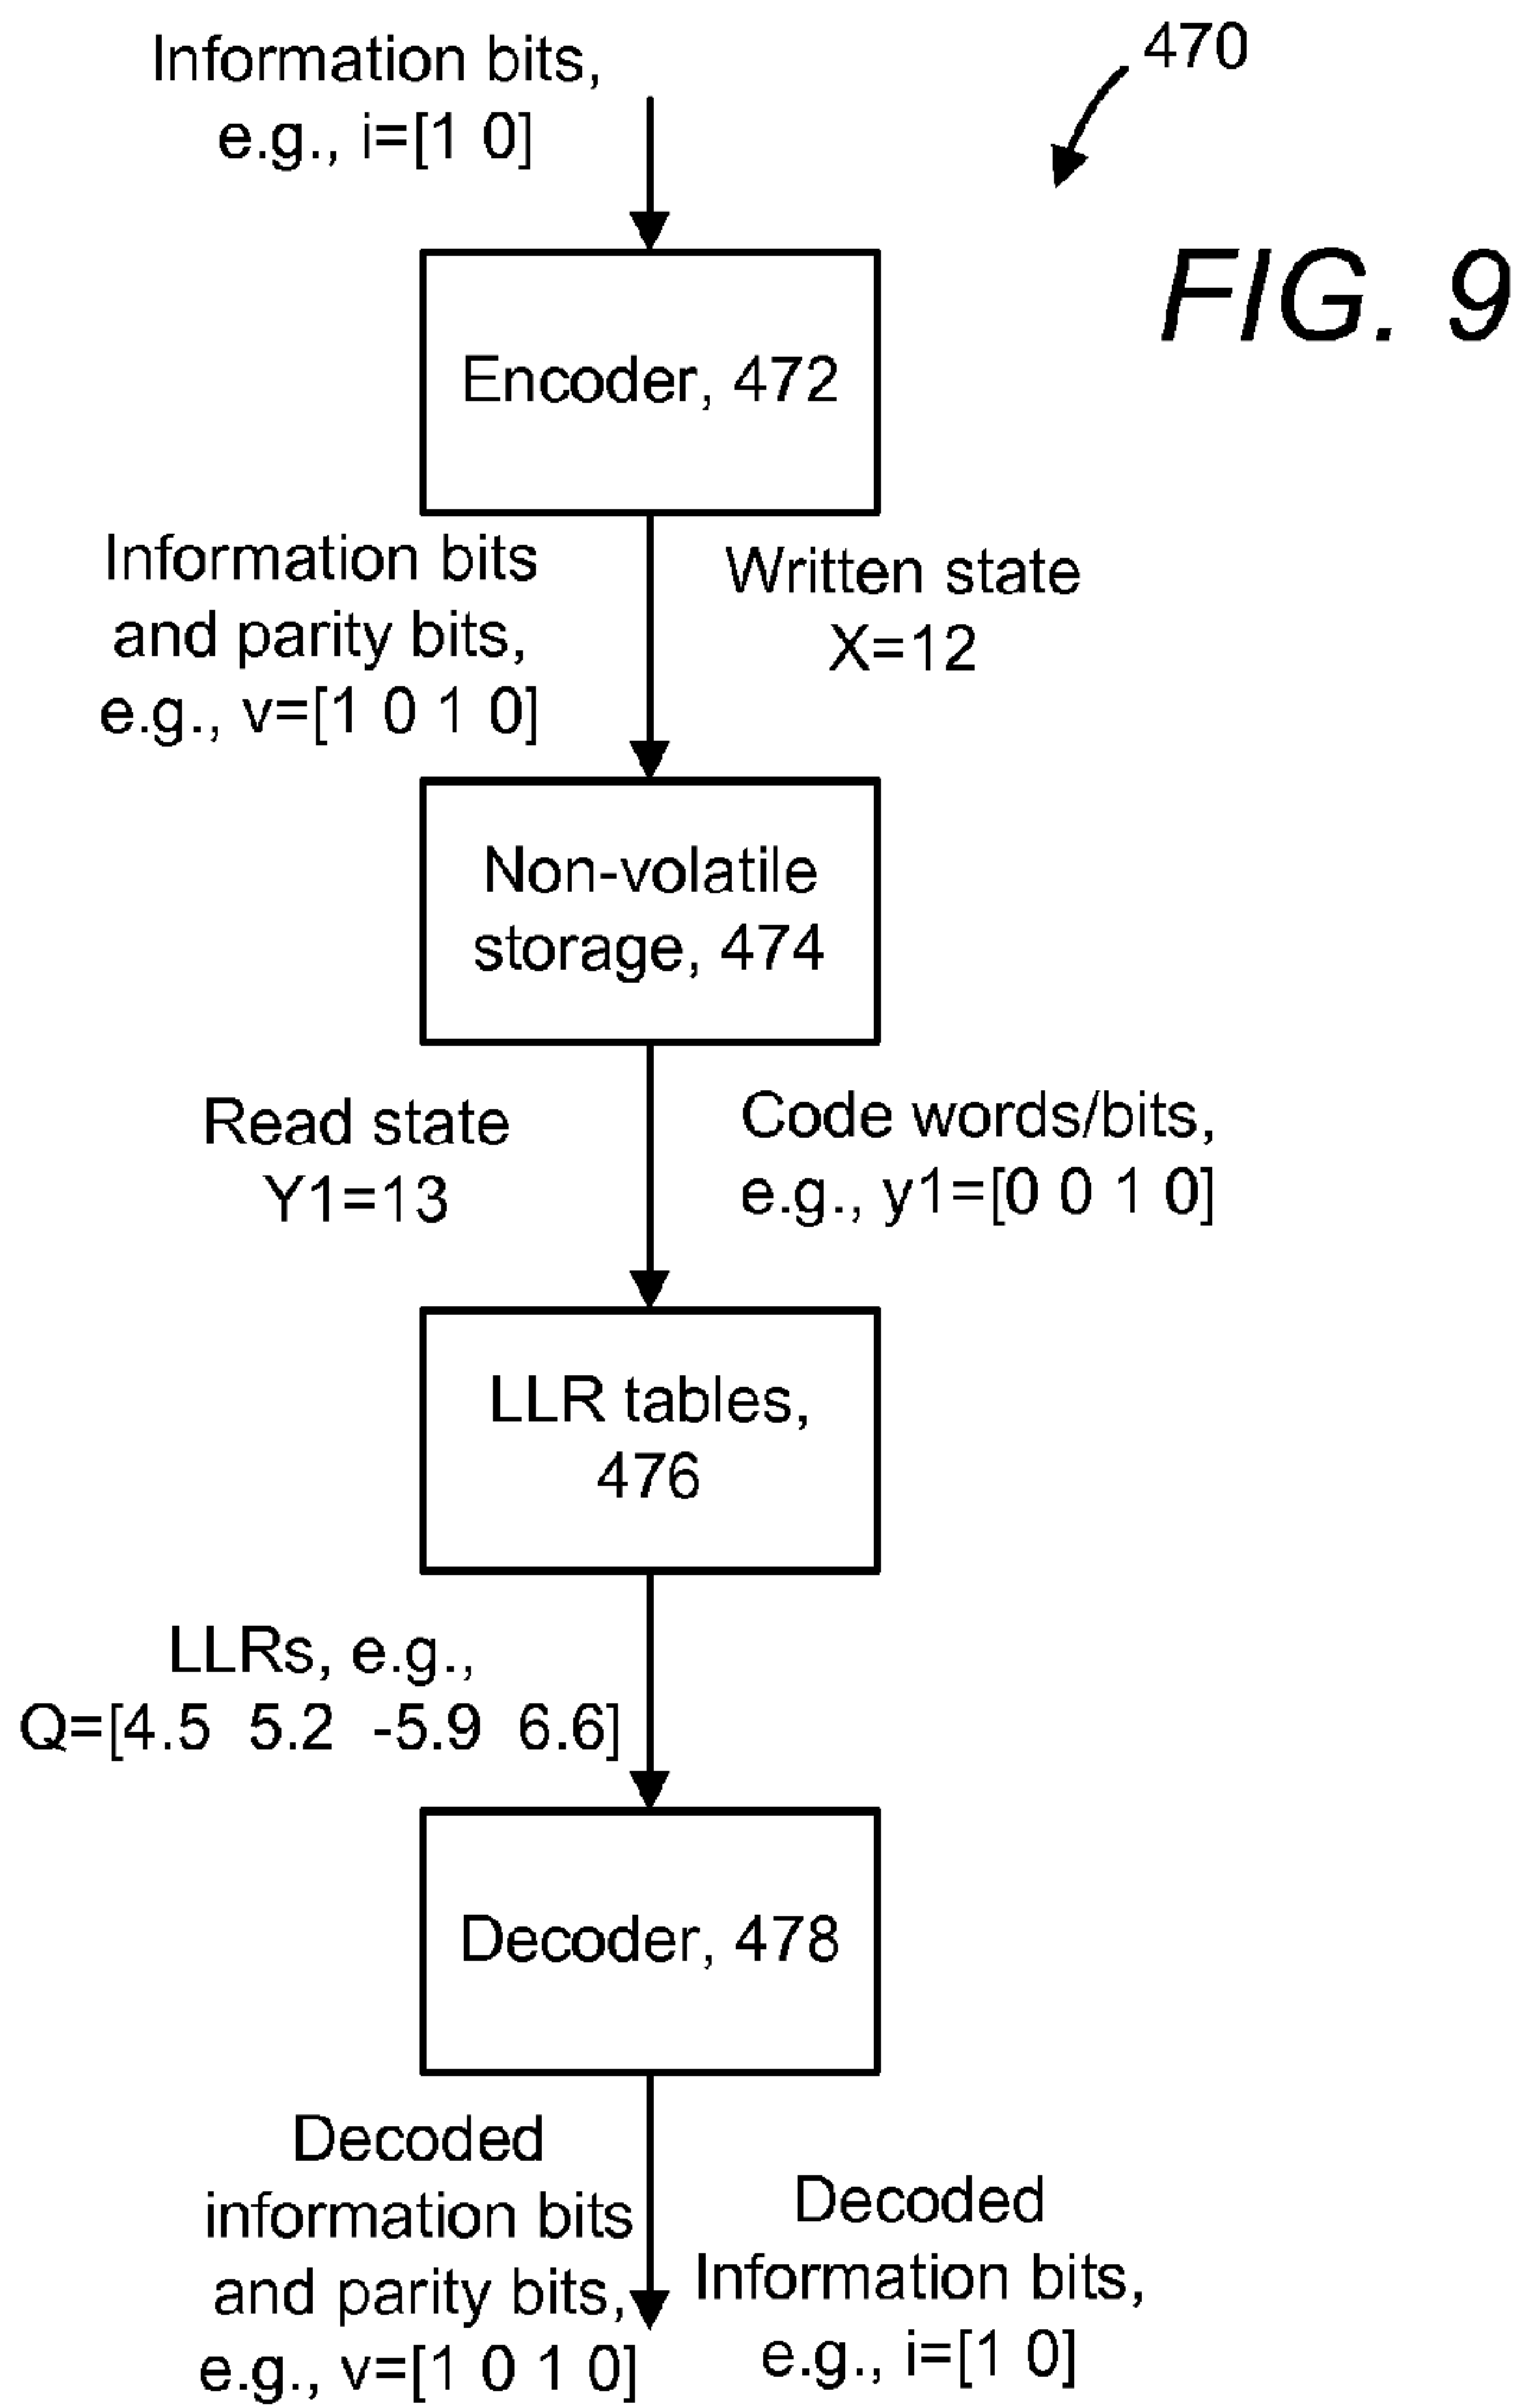 Information bits,
e.g., i=[1 0]
470
FIG. 9
Encoder, 472
Information bits
and parity bits,
e.g., v=[1 0 1 0]
Written state
X=12
Non-volatile
storage, 474
Read state
Y1=13
Code words/bits,
e.g., y1=[0 0 1 0]
LLR tables,
476
LLRs, e.g.,
Q=[4.5 5.2 -5.9 6.6]
Decoder, 478
Decoded
information bits
and parity bits,
e.g., v=[1 0 1 0]
Decoded
Information bits,
e.g., i=[1 0]